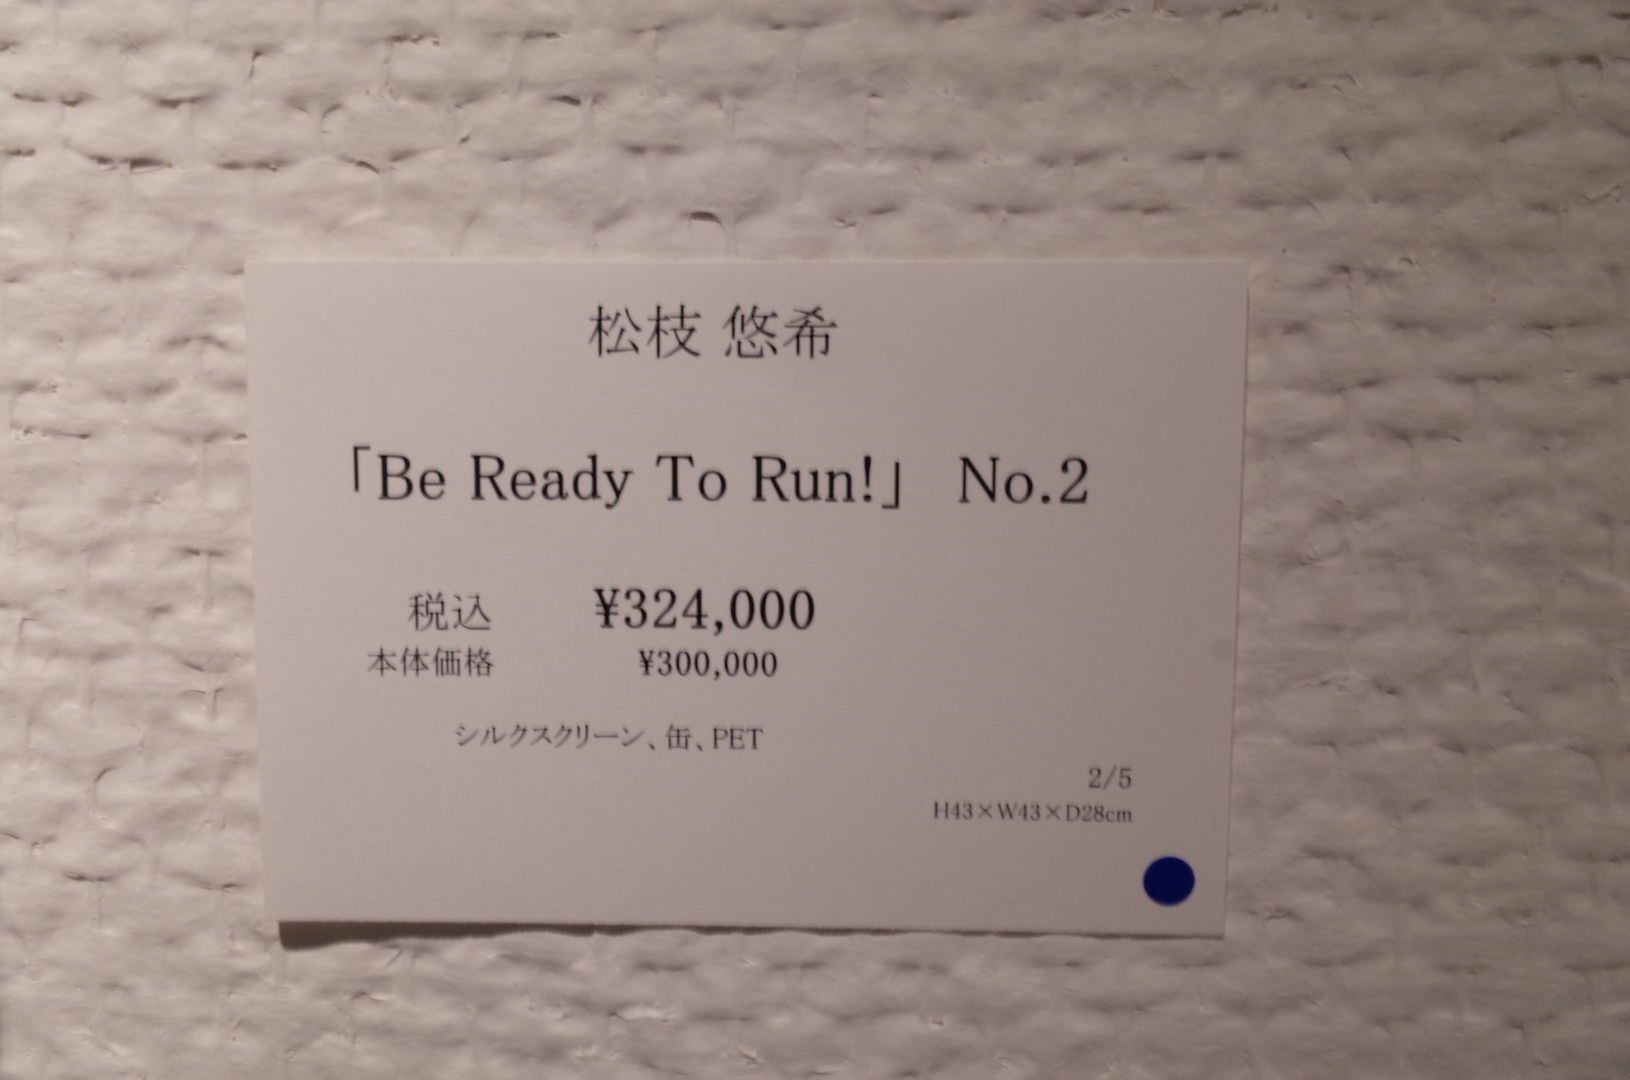 松枝 悠希
「Be Ready To Run!」 No.2
税込 ¥324,000
本体価格 ¥300,000
シルクスクリーン、缶、PET
2/5
H43×W43×D28cm